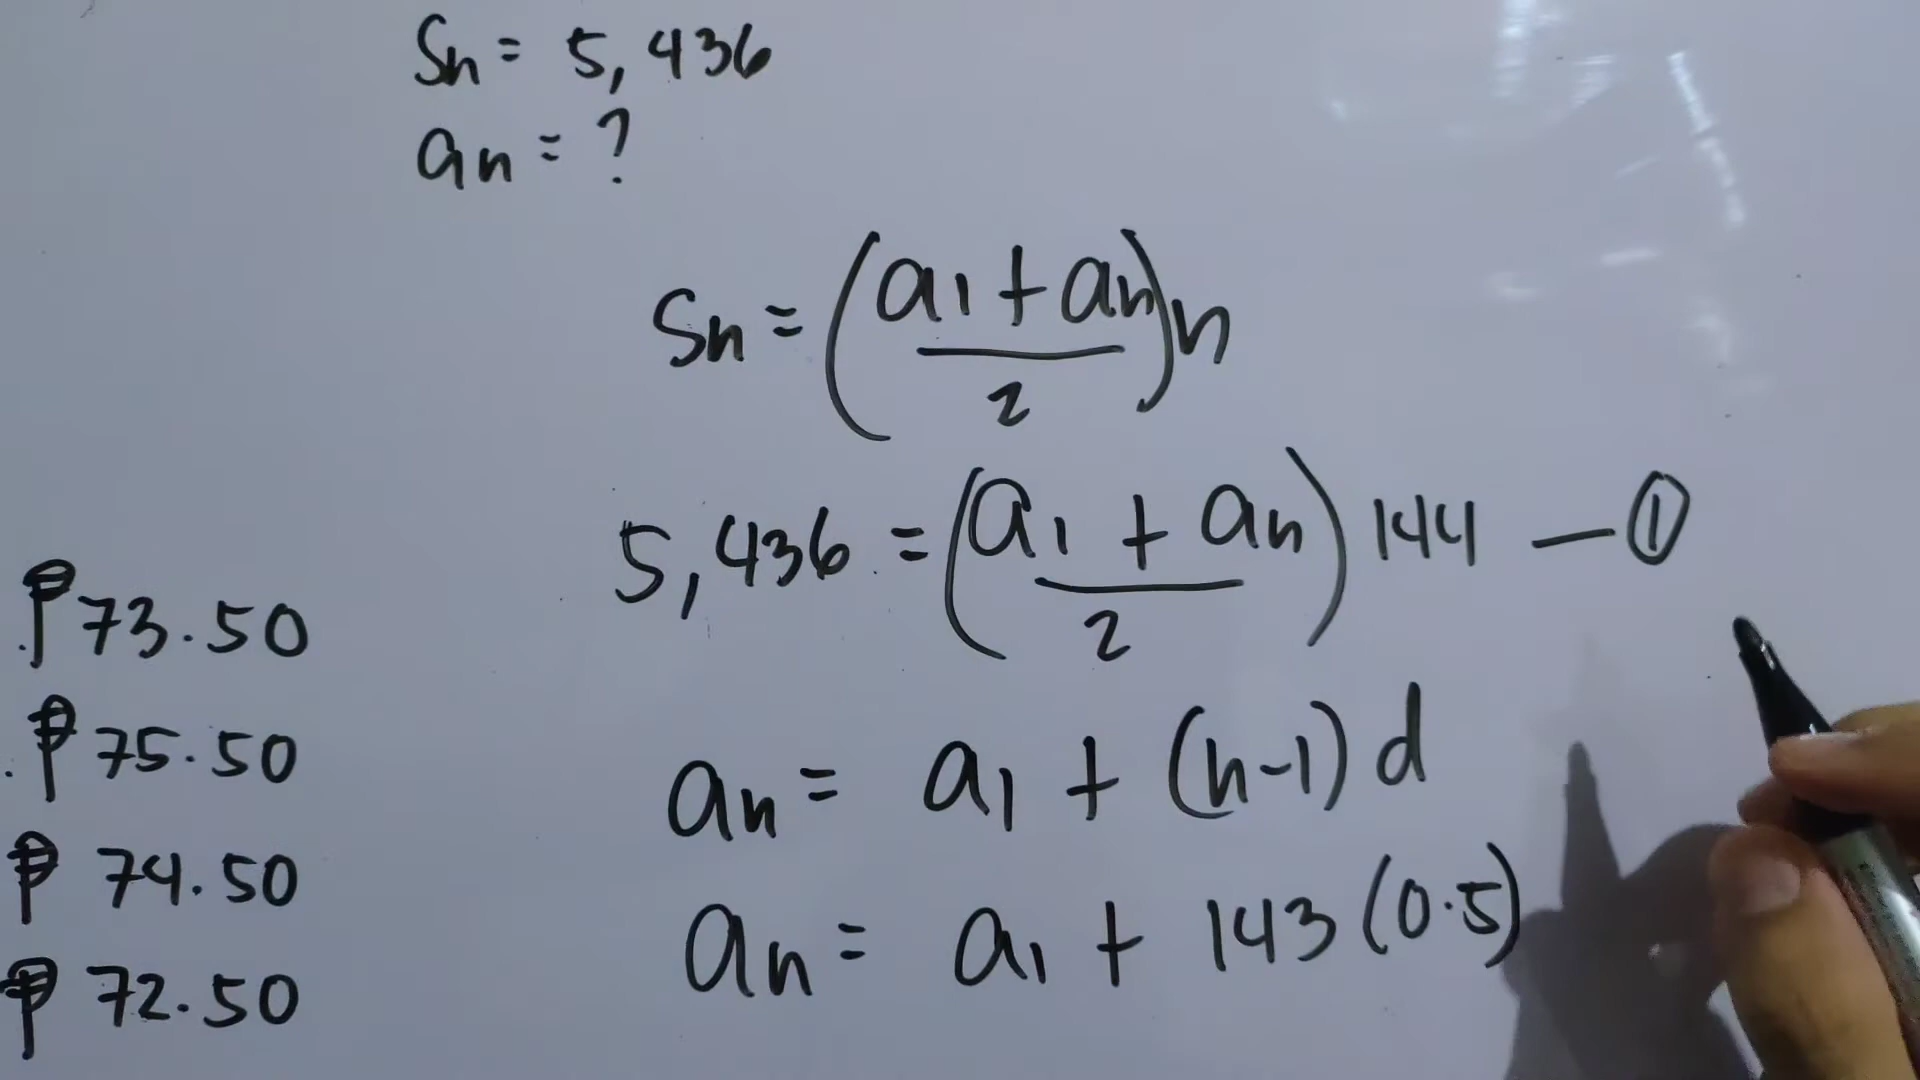 Sn = 5,436
an = ?
Sn = (a1 + an / 2) n
5,436 = (a1 + an / 2) 144 — ①
an = a1 + (n-1) d
an = a1 + 143 (0.5)
₱73.50
₱75.50
₱ 74.50
₱ 72.50